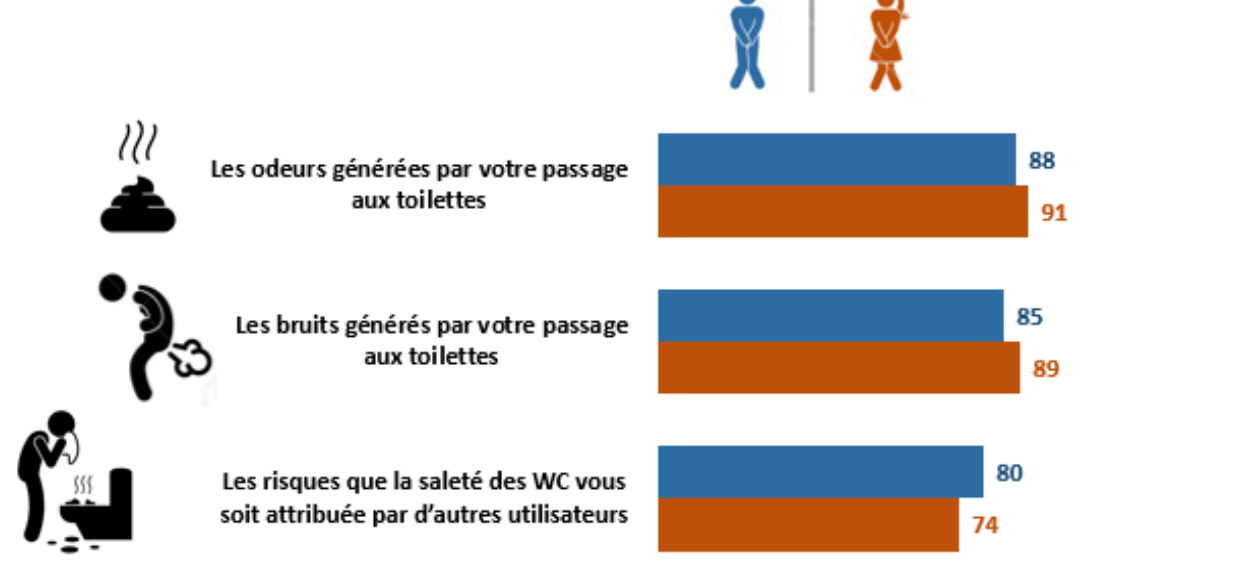 Les odeurs générées par votre passage
aux toilettes
88
91
Les bruits générés par votre passage
aux toilettes
85
89
Les risques que la saleté des WC vous
soit attribuée par d’autres utilisateurs
80
74